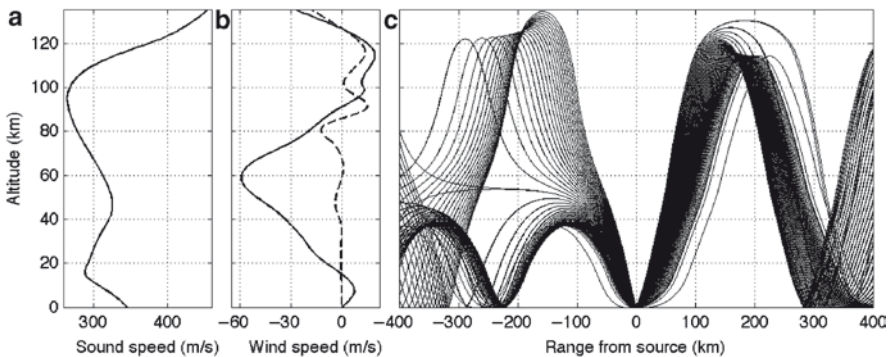 a b c
Altitude (km)
120
100
80
60
40
20
0
300 400
Sound speed (m/s)
−60 −30 0 −20
Wind speed (m/s)
−400 −300 −200 −100 0 100 200 300 400
Range from source (km)